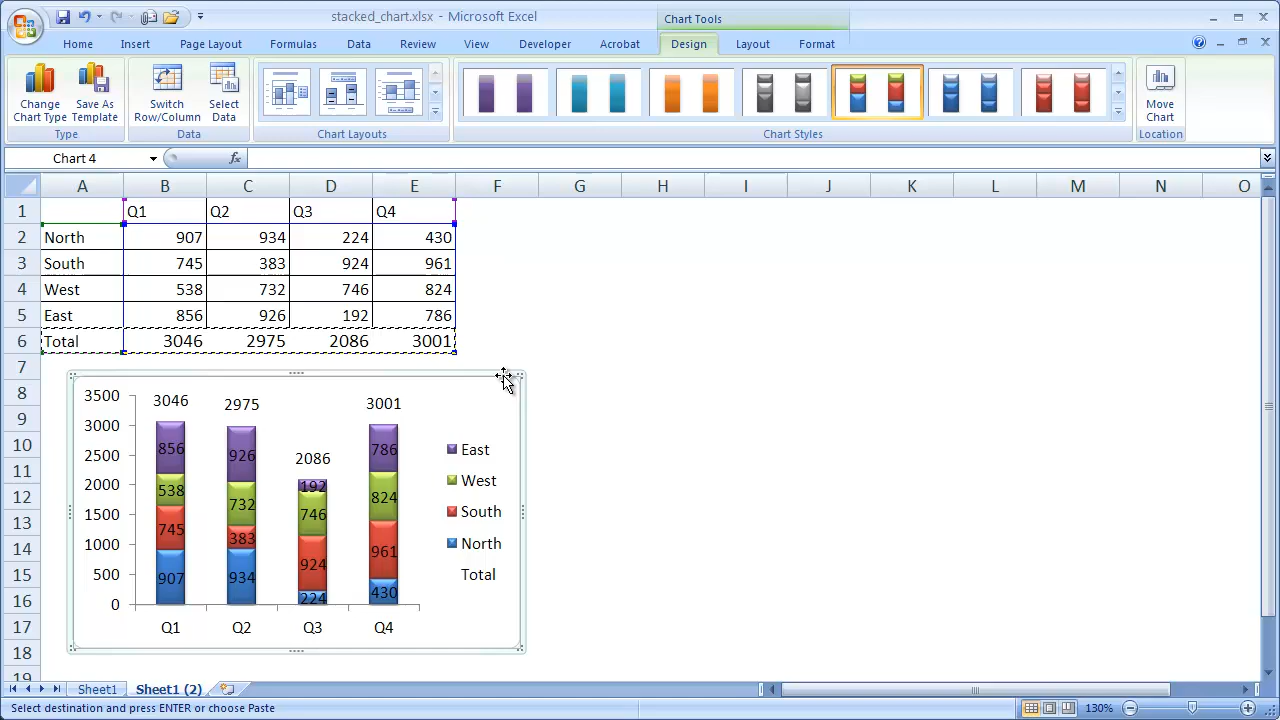 stacked_chart.xlsx - Microsoft Excel
Chart Tools
Home Insert Page Layout Formulas Data Review View Developer Acrobat Design Layout Format
Change Chart Type
Save As Template
Switch Row/Column
Select Data
Move Chart
Type Data Chart Layouts Chart Styles Location
Chart 4 fx
A B C D E F G H I J K L M N O
1 Q1 Q2 Q3 Q4
2 North 907 934 224 430
3 South 745 383 924 961
4 West 538 732 746 824
5 East 856 926 192 786
6 Total 3046 2975 2086 3001
7
8
9
10
11
12
13
14
15
16
17
18
19
3500
3000
2500
2000
1500
1000
500
0
3046 2975 2086 3001
856 926 192 786
538 732 746 824
745 383 924 961
907 934 224 430
Q1 Q2 Q3 Q4
East
West
South
North
Total
Sheet1 Sheet1 (2)
Select destination and press ENTER or choose Paste
130%